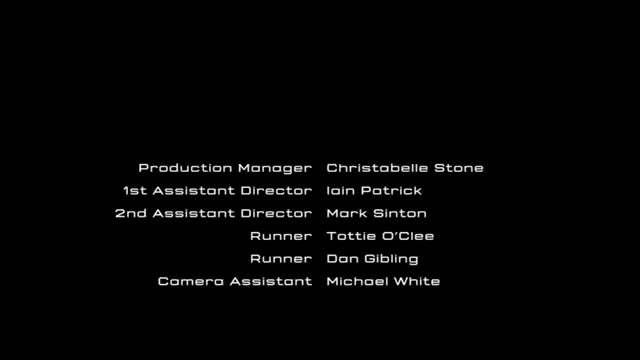 Production Manager Christabelle Stone
1st Assistant Director Iain Patrick
2nd Assistant Director Mark Sinton
Runner Tottie O'Clee
Runner Dan Gibling
Camera Assistant Michael White